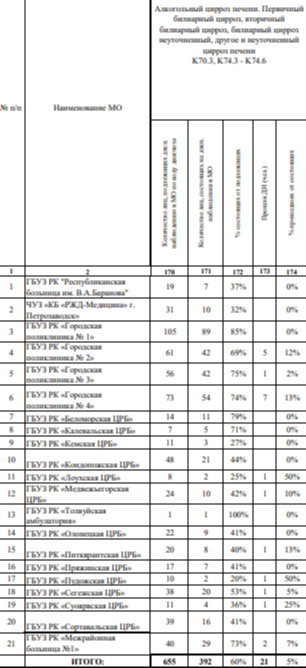 Алкогольный цирроз печени. Первичный
билиарный цирроз, вторичный
билиарный цирроз, билиарный цирроз
неуточненный, другое и неуточненный
цирроз печени
К70.3, К74.3 - К74.6
№ п/п Наименование МО
Количество лиц, подлежащих дисп.
наблюдению в МО по коду диагноза
Количество лиц, состоящих на дисп.
наблюдении в МО
% состоящих от подлежащих
Прошли ДН (чел.)
% прошедших от состоящих
1 2 170 171 172 173 174
1 ГБУЗ РК "Республиканская
больница им. В.А.Баранова" 19 7 37% 0%
2 ЧУЗ «КБ «РЖД-Медицина» г.
Петрозаводск» 31 10 32% 0%
3 ГБУЗ РК «Городская
поликлиника № 1» 105 89 85% 0%
4 ГБУЗ РК «Городская
поликлиника № 2» 61 42 69% 5 12%
5 ГБУЗ РК «Городская
поликлиника № 3» 56 42 75% 1 2%
6 ГБУЗ РК «Городская
поликлиника № 4» 73 54 74% 7 13%
7 ГБУЗ РК «Беломорская ЦРБ» 14 11 79% 0%
8 ГБУЗ РК «Калевальская ЦРБ» 7 5 71% 0%
9 ГБУЗ РК «Кемская ЦРБ» 11 3 27% 0%
10 ГБУЗ РК «Кондопожская ЦРБ» 48 21 44% 0%
11 ГБУЗ РК «Лоухская ЦРБ» 8 2 25% 1 50%
12 ГБУЗ РК «Медвежьегорская
ЦРБ» 24 10 42% 1 10%
13 ГБУЗ РК «Толвуйская
амбулатория» 1 1 100% 0%
14 ГБУЗ РК «Олонецкая ЦРБ» 22 9 41% 0%
15 ГБУЗ РК «Питкярантская ЦРБ» 20 8 40% 1 13%
16 ГБУЗ РК «Пряжинская ЦРБ» 17 7 41% 0%
17 ГБУЗ РК «Пудожская ЦРБ» 10 2 20% 1 50%
18 ГБУЗ РК «Сегежская ЦРБ» 38 20 53% 1 5%
19 ГБУЗ РК «Суоярвская ЦРБ» 11 4 36% 1 25%
20 ГБУЗ РК «Сортавальская ЦРБ» 39 16 41% 0%
21 ГБУЗ РК «Межрайонная
больница №1» 40 29 73% 2 7%
ИТОГО: 655 392 60% 21 5%